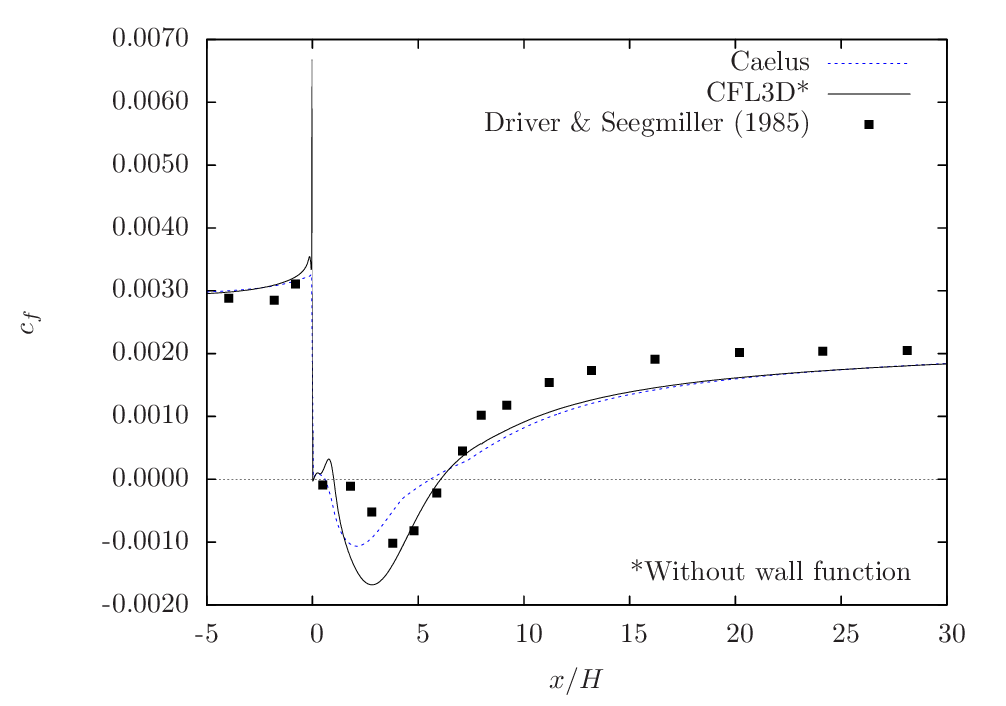 0.0070
0.0060
0.0050
0.0040
0.0030
0.0020
0.0010
0.0000
-0.0010
-0.0020
c_f
Caelus
CFL3D*
Driver & Seegmiller (1985)
*Without wall function
-5 0 5 10 15 20 25 30
x/H